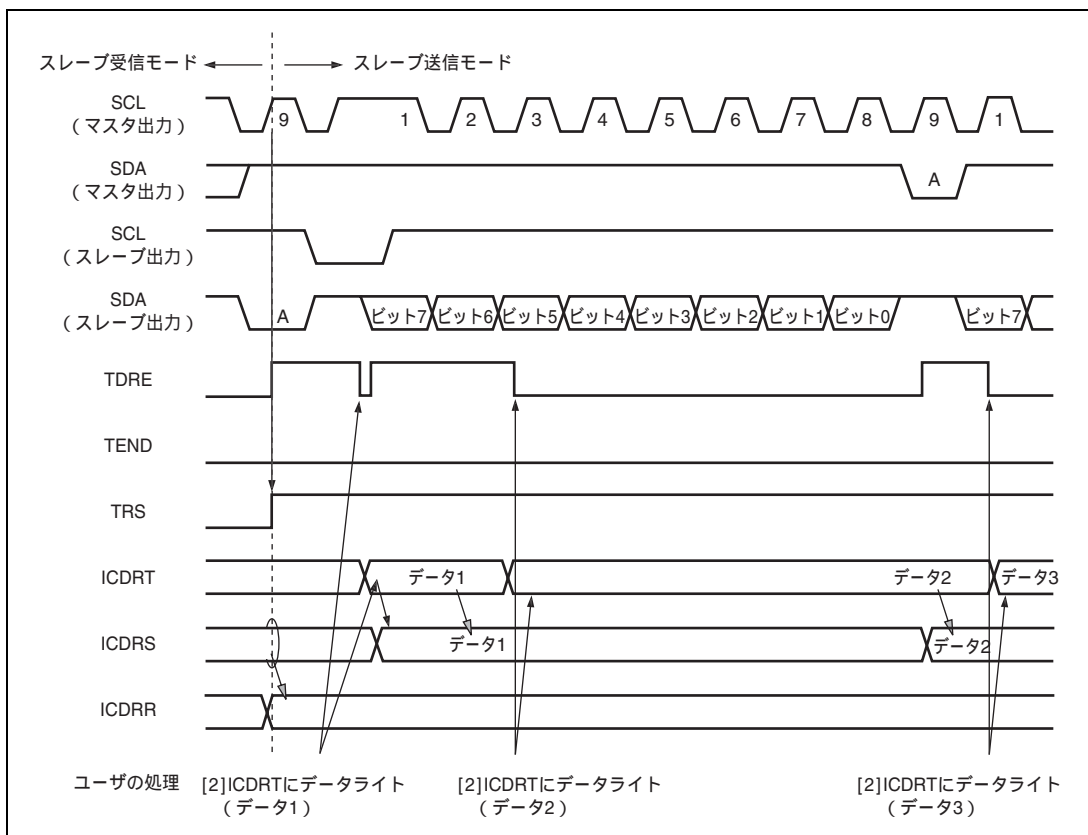 スレーブ受信モード スレーブ送信モード
SCL
(マスタ出力)
9 1 2 3 4 5 6 7 8 9 1
SDA
(マスタ出力)
A
SCL
(スレーブ出力)
SDA
(スレーブ出力)
A ビット7 ビット6 ビット5 ビット4 ビット3 ビット2 ビット1 ビット0 ビット7
TDRE
TEND
TRS
ICDRT
データ1 データ2 データ3
ICDRS
データ1 データ2
ICDRR
ユーザの処理
[2]ICDRTにデータライト
(データ1)
[2]ICDRTにデータライト
(データ2)
[2]ICDRTにデータライト
(データ3)